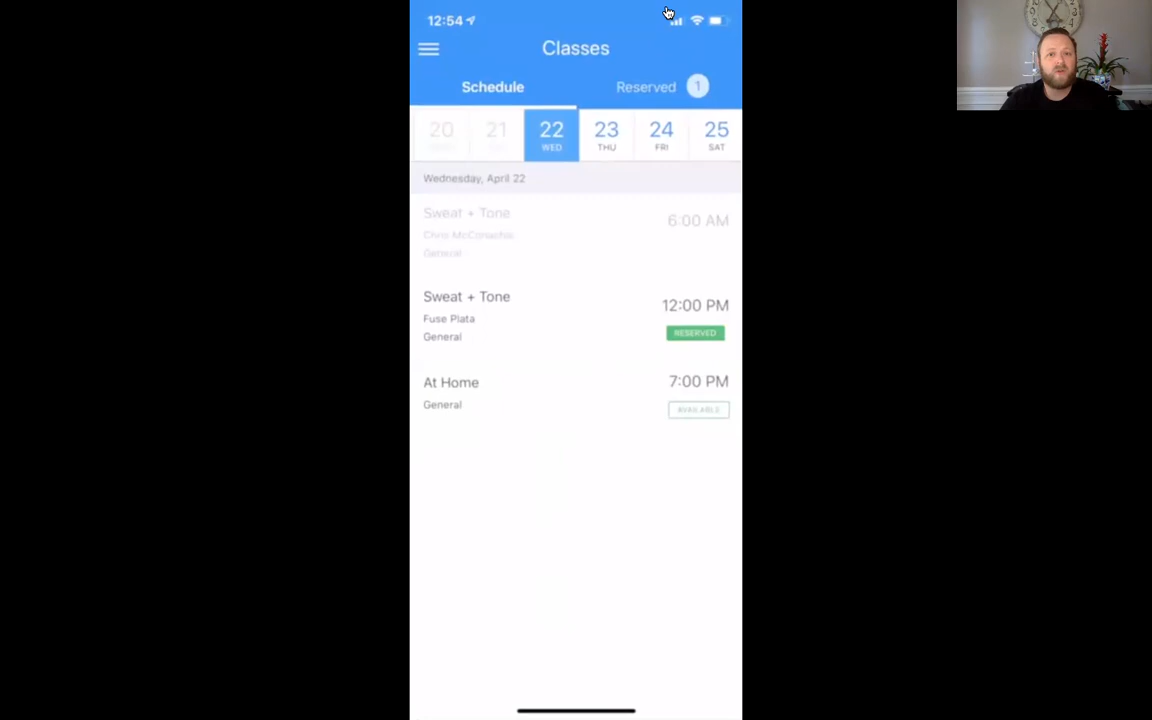 12:54
Classes
Schedule
Reserved 1
20 21 22 23 24 25
WED THU FRI SAT
Wednesday, April 22
Sweat + Tone
6:00 AM
General
Sweat + Tone
12:00 PM
Fuse Plata
RESERVED
General
At Home
7:00 PM
General
AVAILABLE